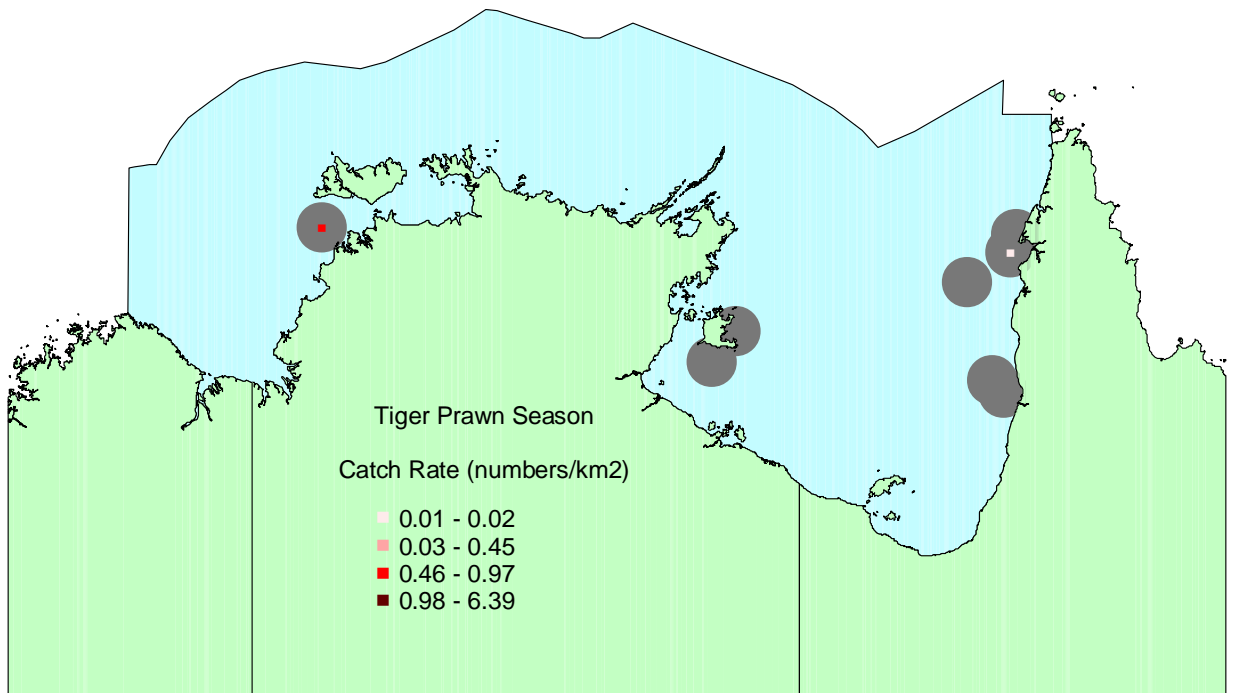 Tiger Prawn Season
Catch Rate (numbers/km2)
0.01 - 0.02
0.03 - 0.45
0.46 - 0.97
0.98 - 6.39